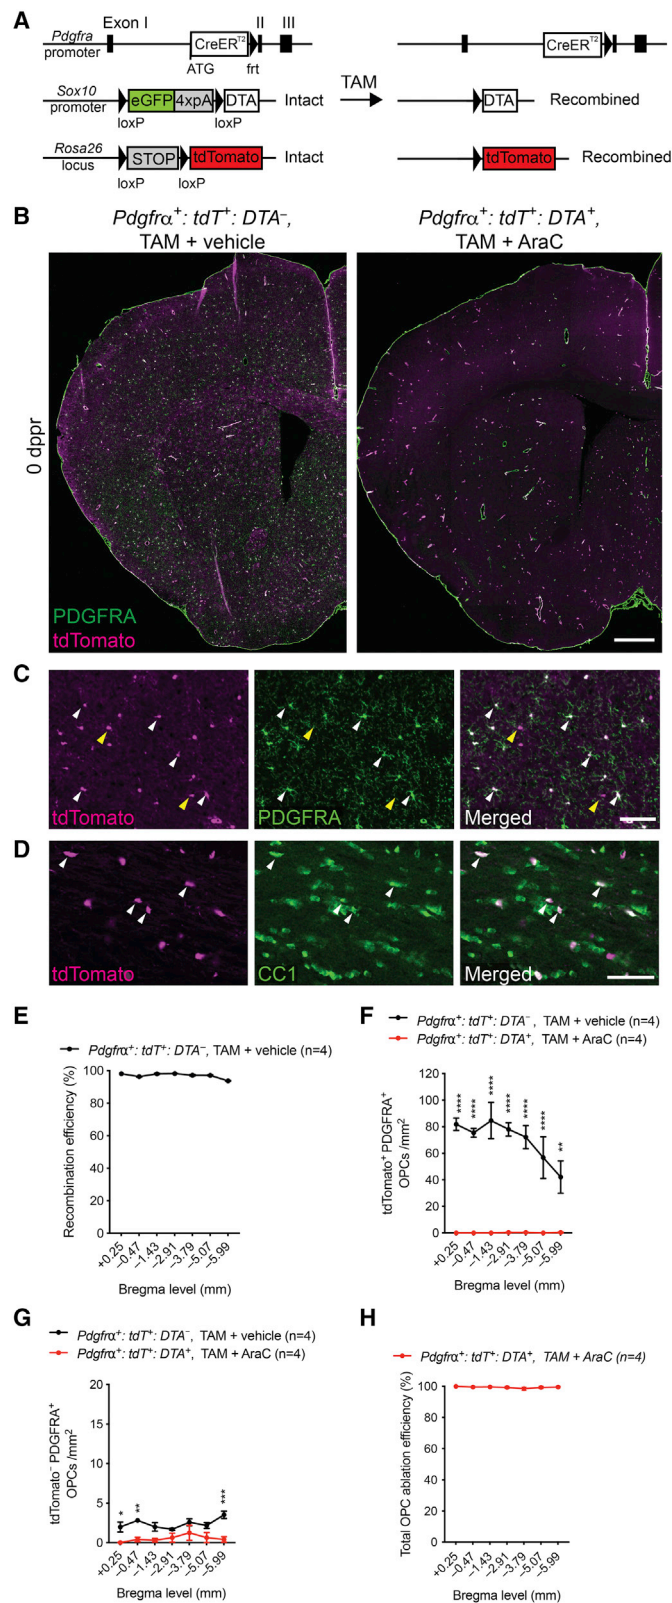 A
Exon I II III
Pdgfra promoter CreERT2 CreERT2
ATG frt
TAM
Sox10 promoter eGFP 4xpA DTA Intact DTA Recombined
loxP loxP
Rosa26 locus STOP tdTomato Intact tdTomato Recombined
loxP loxP
B
Pdgfrα+: tdT+: DTA−, TAM + vehicle
Pdgfrα+: tdT+: DTA+, TAM + AraC
0 dppr
PDGFRA
tdTomato
C
tdTomato PDGFRA Merged
D
tdTomato CC1 Merged
E
Pdgfrα+: tdT+: DTA−, TAM + vehicle (n=4)
Recombination efficiency (%)
100
80
60
40
20
0
+0.25 −0.47 −1.43 −2.91 −3.79 −5.07 −5.99
Bregma level (mm)
F
Pdgfrα+: tdT+: DTA−, TAM + vehicle (n=4)
Pdgfrα+: tdT+: DTA+, TAM + AraC (n=4)
tdTomato+ PDGFRA+
OPCs /mm2
120
100
80
60
40
20
0
**** **** **** **** **** **** **
+0.25 −0.47 −1.43 −2.91 −3.79 −5.07 −5.99
Bregma level (mm)
G
Pdgfrα+: tdT+: DTA−, TAM + vehicle (n=4)
Pdgfrα+: tdT+: DTA+, TAM + AraC (n=4)
tdTomato− PDGFRA+
OPCs /mm2
20
15
10
5
0
* ** ***
+0.25 −0.47 −1.43 −2.91 −3.79 −5.07 −5.99
Bregma level (mm)
H
Pdgfrα+: tdT+: DTA+, TAM + AraC (n=4)
Total OPC ablation efficiency (%)
100
80
60
40
20
0
+0.25 −0.47 −1.43 −2.91 −3.79 −5.07 −5.99
Bregma level (mm)